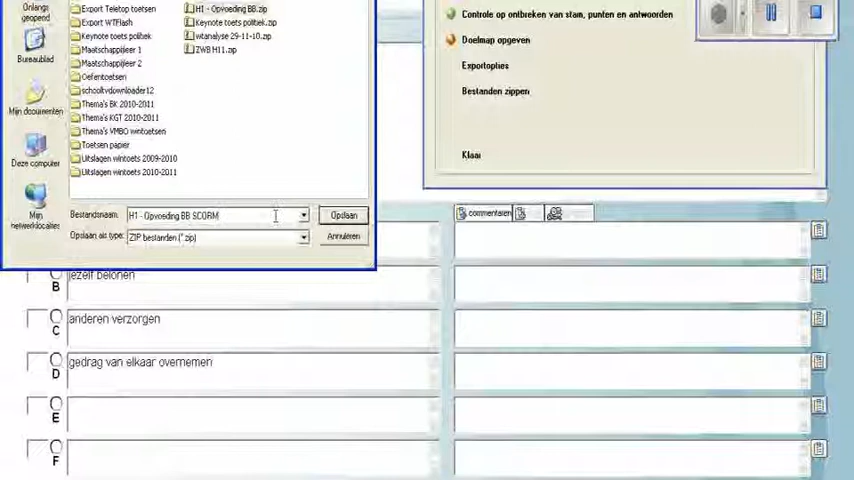 Onlangs
geopend
Bureaublad
Mijn documenten
Deze computer
Mijn
netwerklocaties
Export Teletop toetsen
Export WTFlash
Keynote toets politiek
Maatschappijleer 1
Maatschappijleer 2
Oefentoetsen
schooltvdownloader12
Thema's BK 2010-2011
Thema's KGT 2010-2011
Thema's VMBO wintoetsen
Toetsen papier
Uitslagen wintoets 2009-2010
Uitslagen wintoets 2010-2011
H1 - Opvoeding BB.zip
Keynote toets politiek.zip
wtanalyse 29-11-10.zip
ZWB H11.zip
Bestandsnaam: H1 - Opvoeding BB SCORM Opslaan
Opslaan als type: ZIP bestanden (*.zip) Annuleren
Controle op ontbreken van stam, punten en antwoorden
Doelmap opgeven
Exportopties
Bestanden zippen
Klaar
commentaren
B jezelf belonen
C anderen verzorgen
D gedrag van elkaar overnemen
E
F